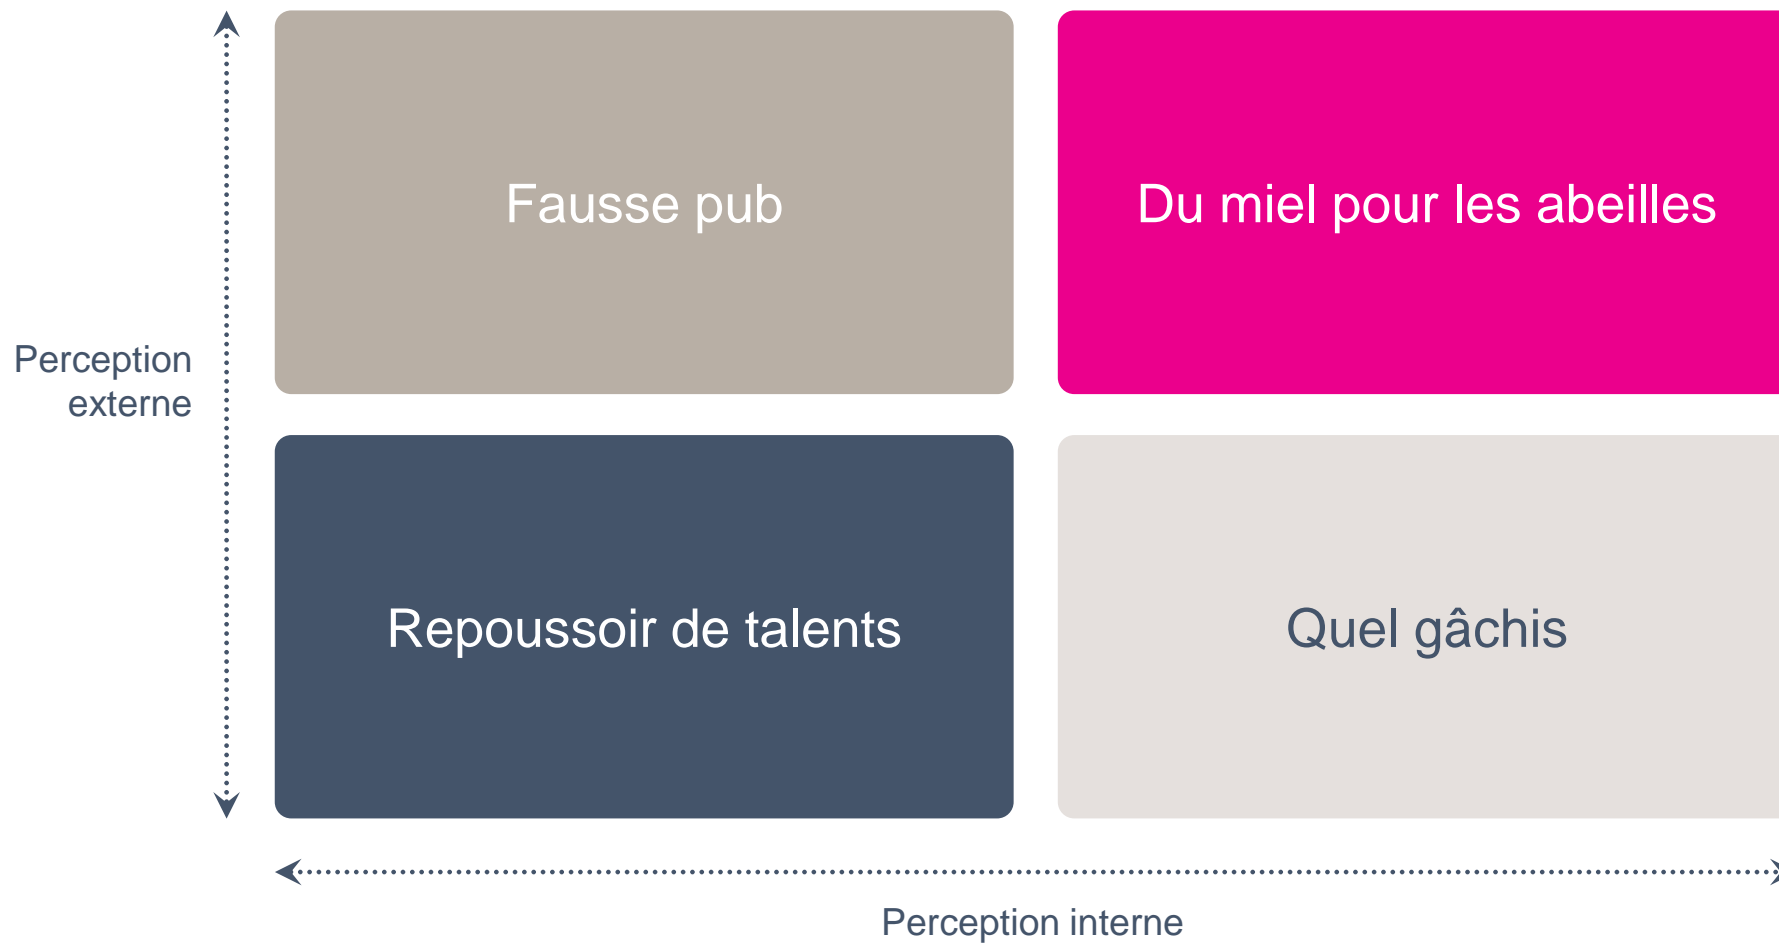 Fausse pub
Du miel pour les abeilles
Perception
externe
Repoussoir de talents
Quel gâchis
Perception interne